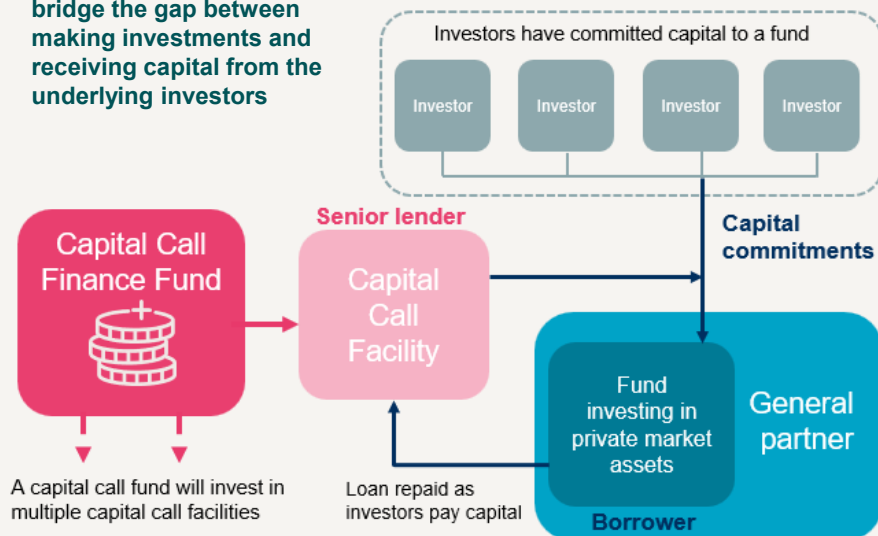 bridge the gap between
making investments and
receiving capital from the
underlying investors
Investors have committed capital to a fund
Investor
Investor
Investor
Investor
Senior lender
Capital
commitments
Capital Call
Finance Fund
Capital
Call
Facility
Fund
investing in
private market
assets
General
partner
A capital call fund will invest in
multiple capital call facilities
Loan repaid as
investors pay capital
Borrower